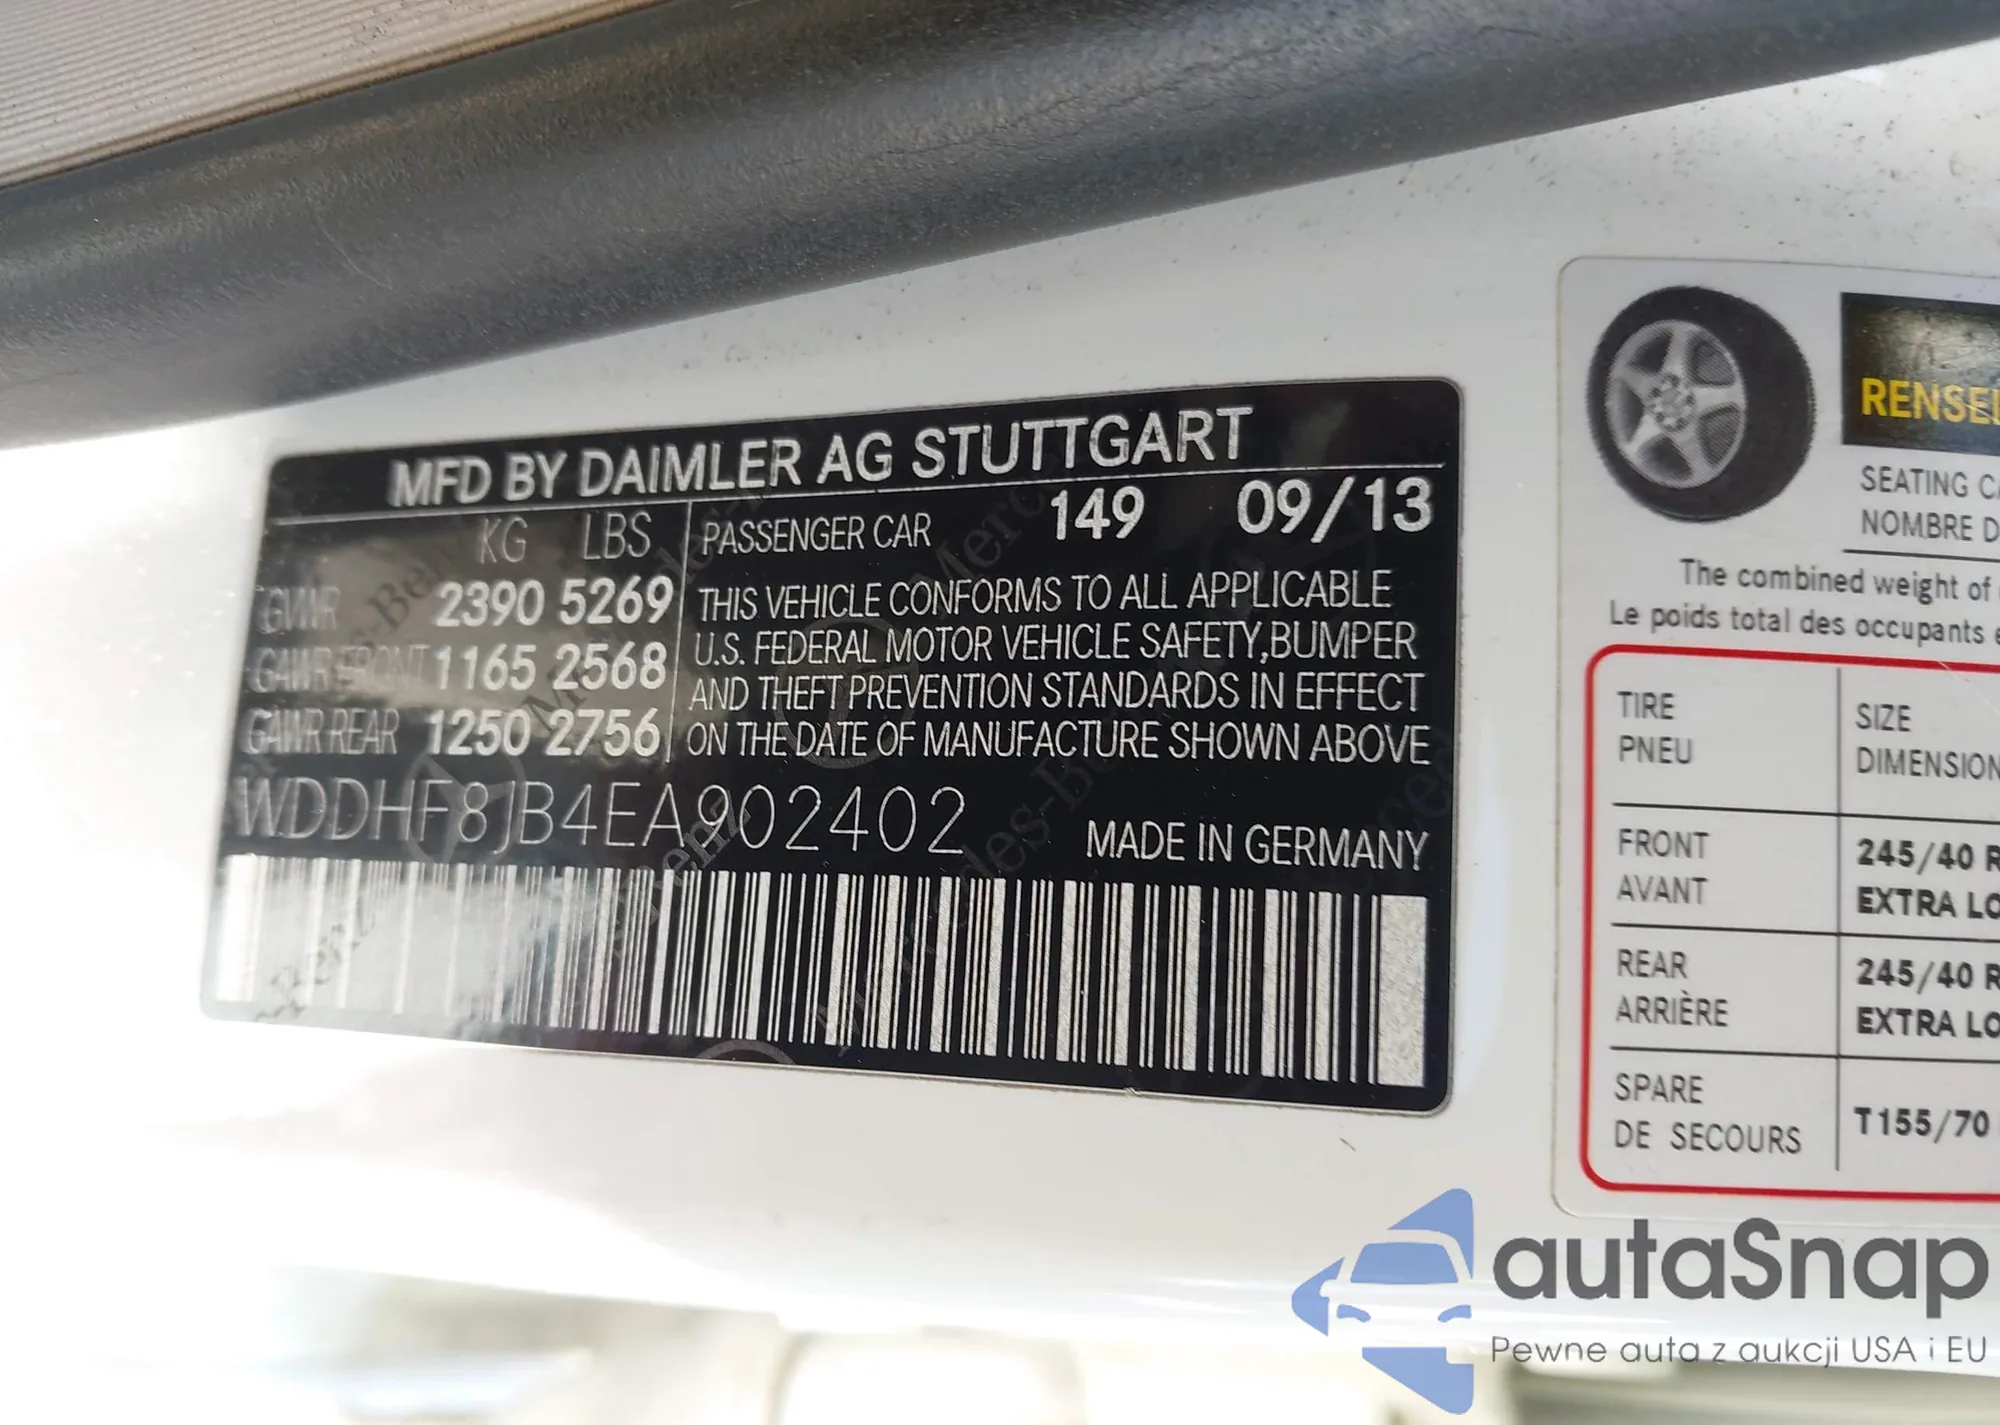 MFD BY DAIMLER AG STUTTGART
KG LBS
GVWR 2390 5269
GAWR FRONT 1165 2568
GAWR REAR 1250 2756
PASSENGER CAR 149 09/13
THIS VEHICLE CONFORMS TO ALL APPLICABLE
U.S. FEDERAL MOTOR VEHICLE SAFETY, BUMPER
AND THEFT PREVENTION STANDARDS IN EFFECT
ON THE DATE OF MANUFACTURE SHOWN ABOVE
WDDHF8JB4EA902402
MADE IN GERMANY
RENSEI
SEATING
NOMBRE D
The combined weight of
Le poids total des occupants
TIRE
PNEU
SIZE
DIMENSION
FRONT
AVANT
245/40 R
EXTRA LO
REAR
ARRIÈRE
245/40 R
EXTRA LO
SPARE
DE SECOURS
T155/70
autaSnap
Pewne auta z aukcji USA i EU